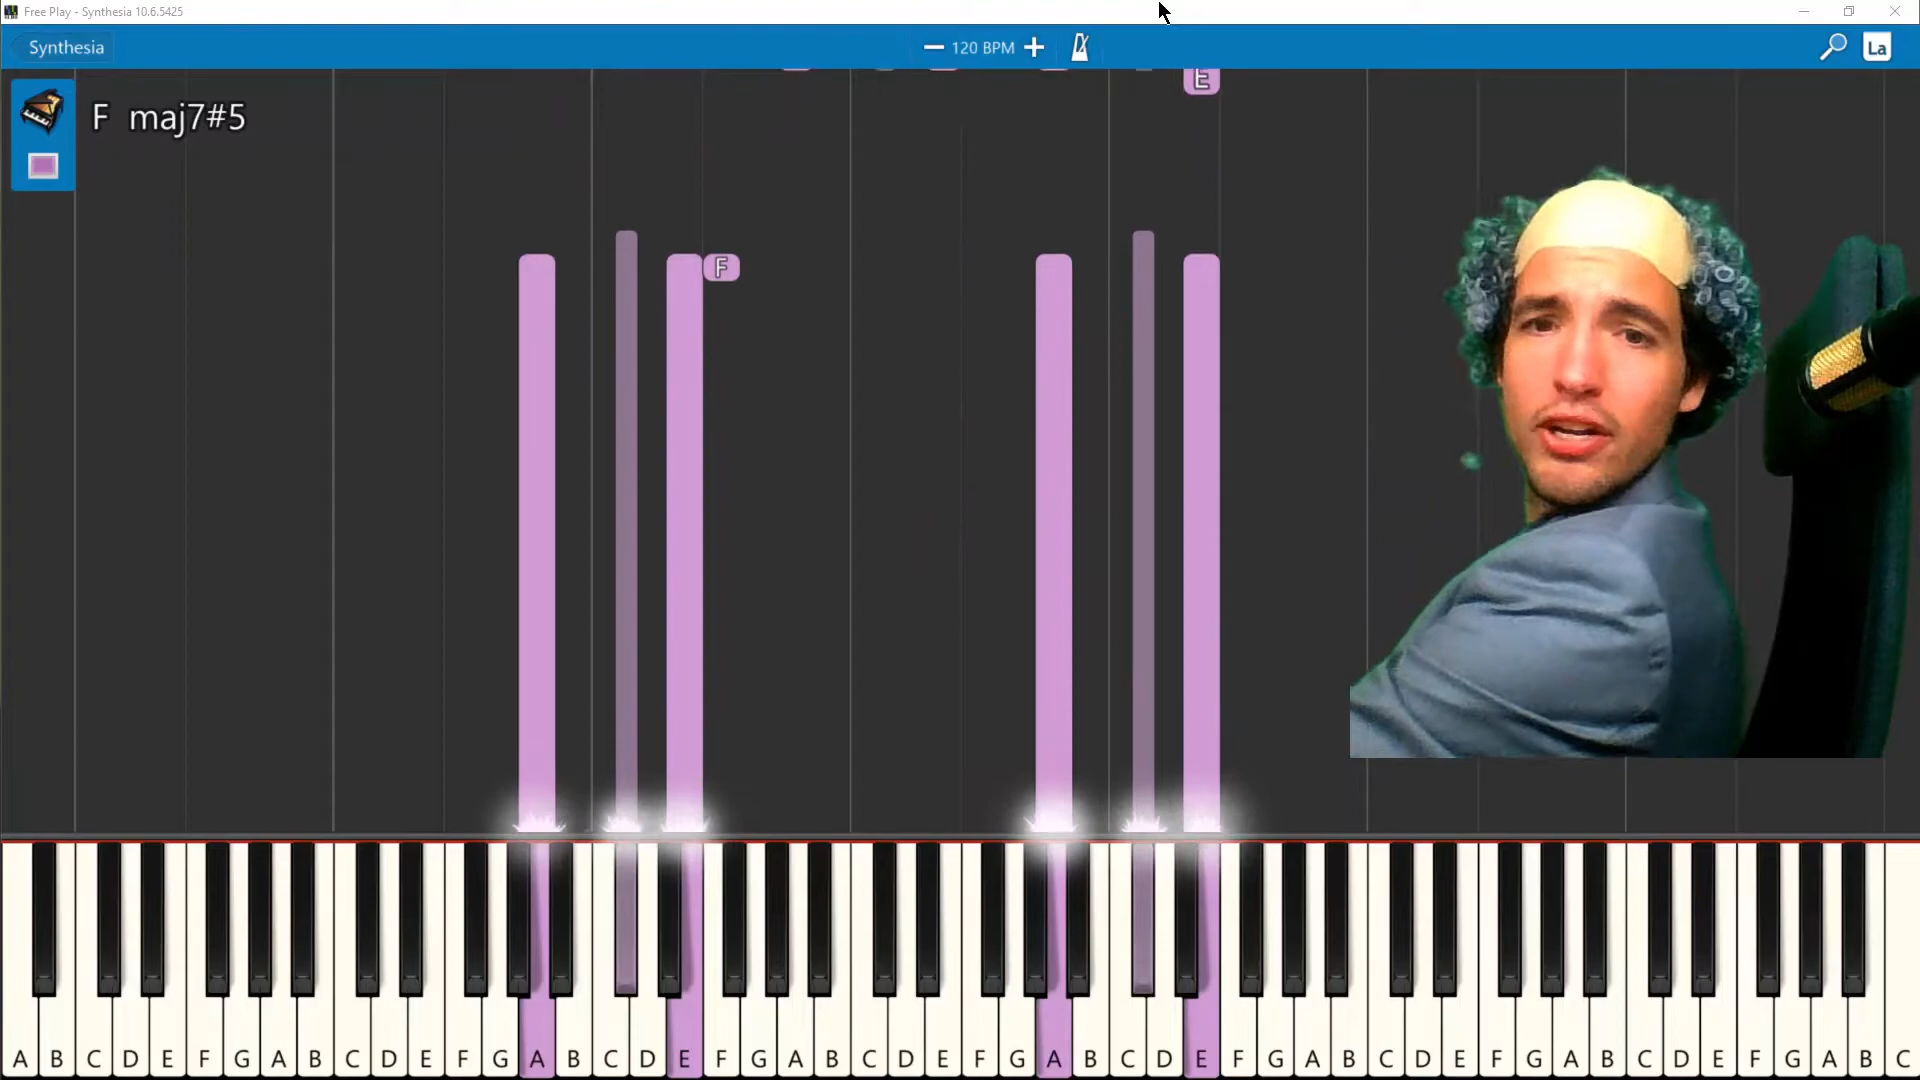 Free Play - Synthesia 10.6.5425
Synthesia
120 BPM
La
E
F maj7#5
F
A B C D E F G A B C D E F G A B C D E F G A B C D E F G A B C D E F G A B C D E F G A B C D E F G A B C